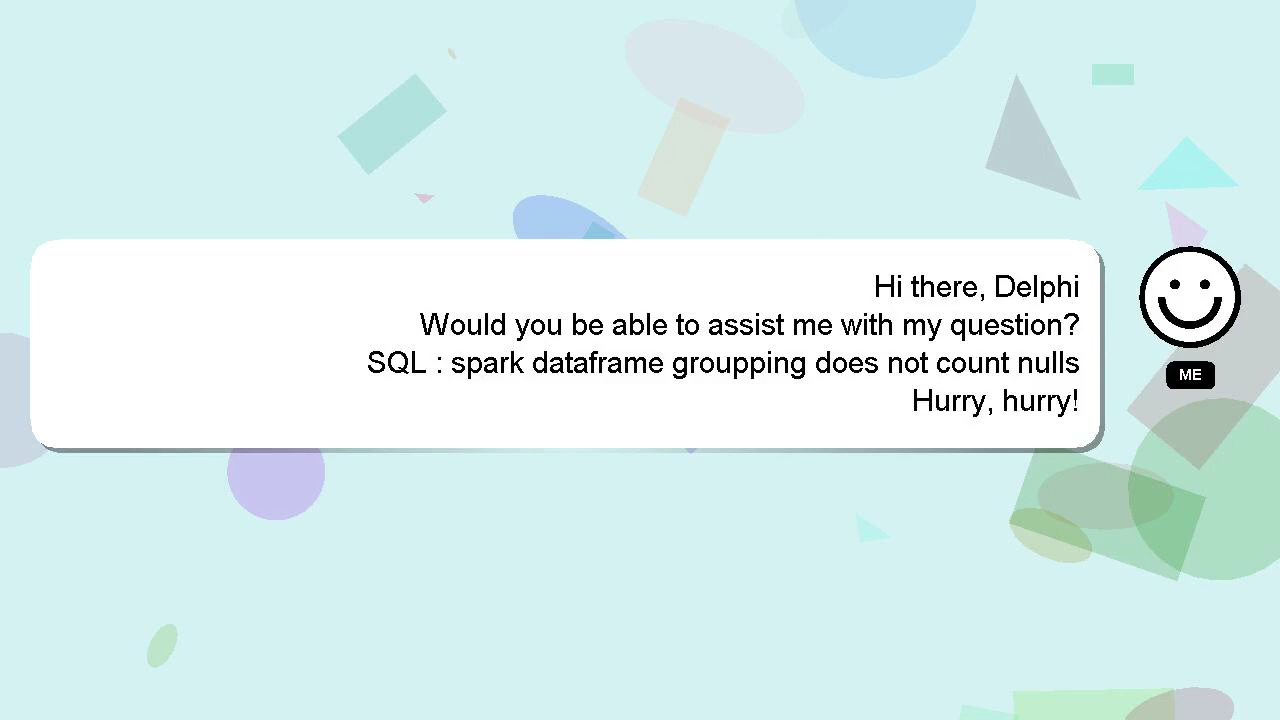 Hi there, Delphi
Would you be able to assist me with my question?
SQL : spark dataframe groupping does not count nulls
Hurry, hurry!
ME